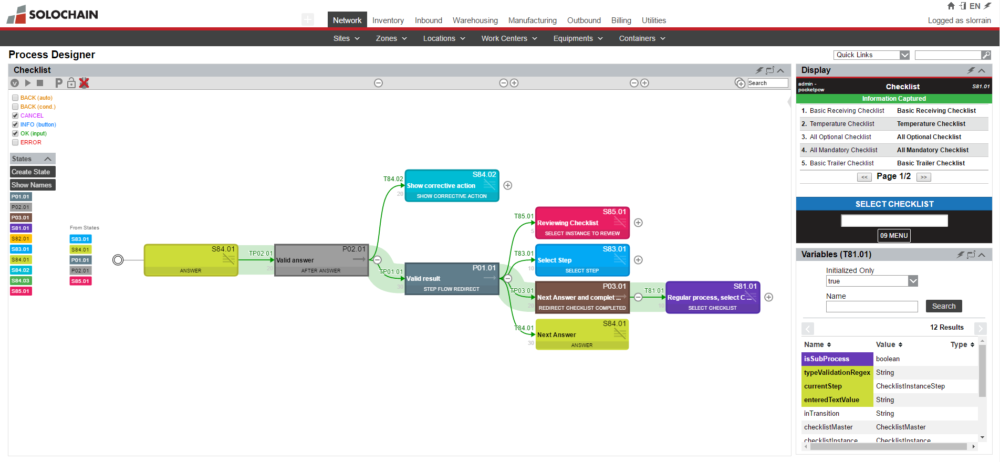 SOLOCHAIN
EN
Network Inventory Inbound Warehousing Manufacturing Outbound Billing Utilities
Logged as slorrain
Sites Zones Locations Work Centers Equipments Containers
Process Designer
Quick Links
Checklist
V P
Search
BACK (auto)
BACK (cond.)
CANCEL
INFO (button)
OK (input)
ERROR
States
Create State
Show Names
P01.01
P02.01
P03.01
S81.01
S82.01
S83.01
S84.01
S84.02
S84.03
S85.01
From States
S83.01
S84.01
P01.01
P02.01
S85.01
S84.01
ANSWER
TP02.01
20
P02.01
Valid answer
AFTER ANSWER
T84.02
20
S84.02
Show corrective action
SHOW CORRECTIVE ACTION
TP01.01
30
P01.01
Valid result
STEP FLOW REDIRECT
T85.01
5
S85.01
Reviewing Checklist
SELECT INSTANCE TO REVIEW
T83.01
10
S83.01
Select Step
SELECT STEP
TP03.01
20
P03.01
Next Answer and complet ...
REDIRECT CHECKLIST COMPLETED
T81.01
10
S81.01
Regular process, select C ...
SELECT CHECKLIST
T84.01
30
S84.01
Next Answer
ANSWER
Display
admin -
pocketpcw
Checklist
S81.01
Information Captured
1. Basic Receiving Checklist Basic Receiving Checklist
2. Temperature Checklist Temperature Checklist
3. All Optional Checklist All Optional Checklist
4. All Mandatory Checklist All Mandatory Checklist
5. Basic Trailer Checklist Basic Trailer Checklist
<< Page 1/2 >>
SELECT CHECKLIST
09 MENU
Variables (T81.01)
Initialized Only
true
Name
Search
12 Results
Name Value Type
isSubProcess boolean
typeValidationRegex String
currentStep ChecklistInstanceStep
enteredTextValue String
inTransition String
checklistMaster ChecklistMaster
checklistInstance ChecklistInstance